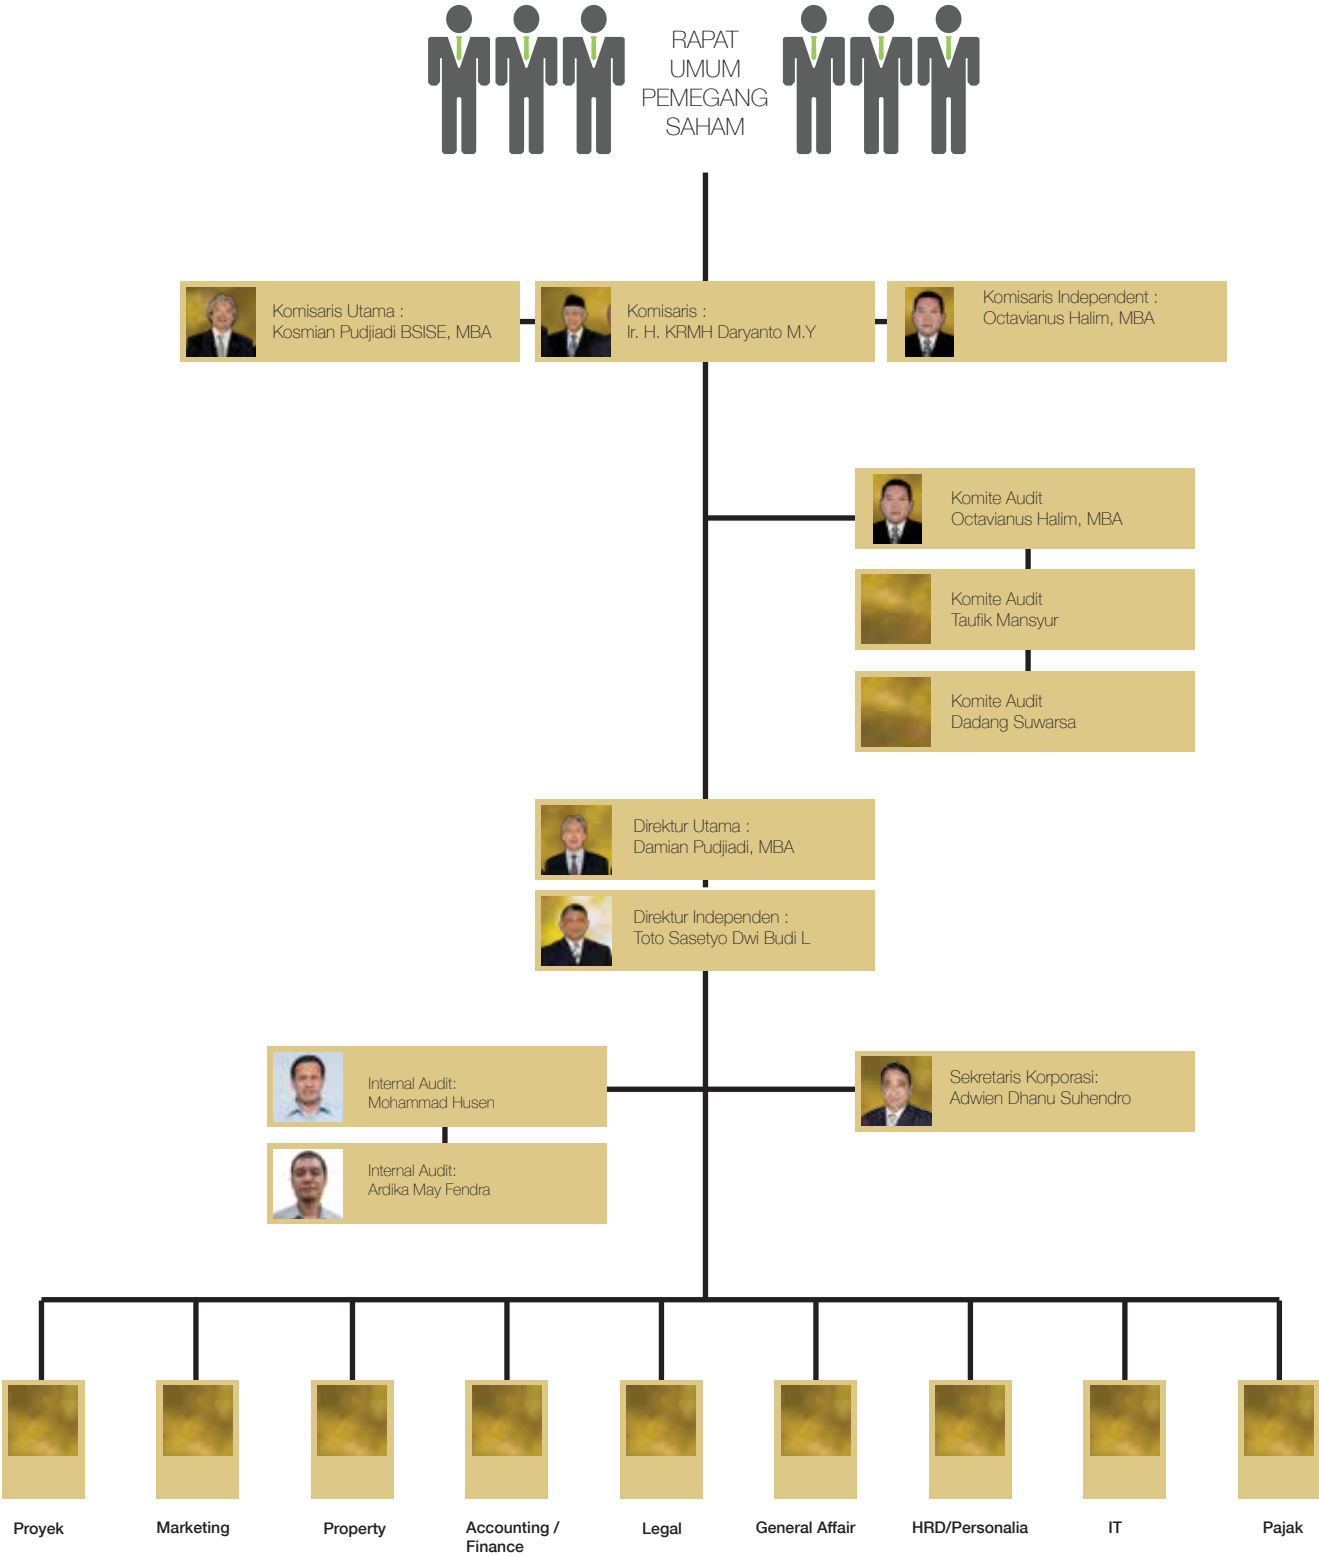 RAPAT
UMUM
PEMEGANG
SAHAM
Komisaris Utama :
Kosmian Pudjiadi BSISE, MBA
Komisaris :
Ir. H. KRMH Daryanto M.Y
Komisaris Independent :
Octavianus Halim, MBA
Komite Audit
Octavianus Halim, MBA
Komite Audit
Taufik Mansyur
Komite Audit
Dadang Suwarsa
Direktur Utama :
Damian Pudjiadi, MBA
Direktur Independen :
Toto Sasetyo Dwi Budi L
Internal Audit:
Mohammad Husen
Sekretaris Korporasi:
Adwien Dhanu Suhendro
Internal Audit:
Ardika May Fendra
Proyek
Marketing
Property
Accounting /
Finance
Legal
General Affair
HRD/Personalia
IT
Pajak